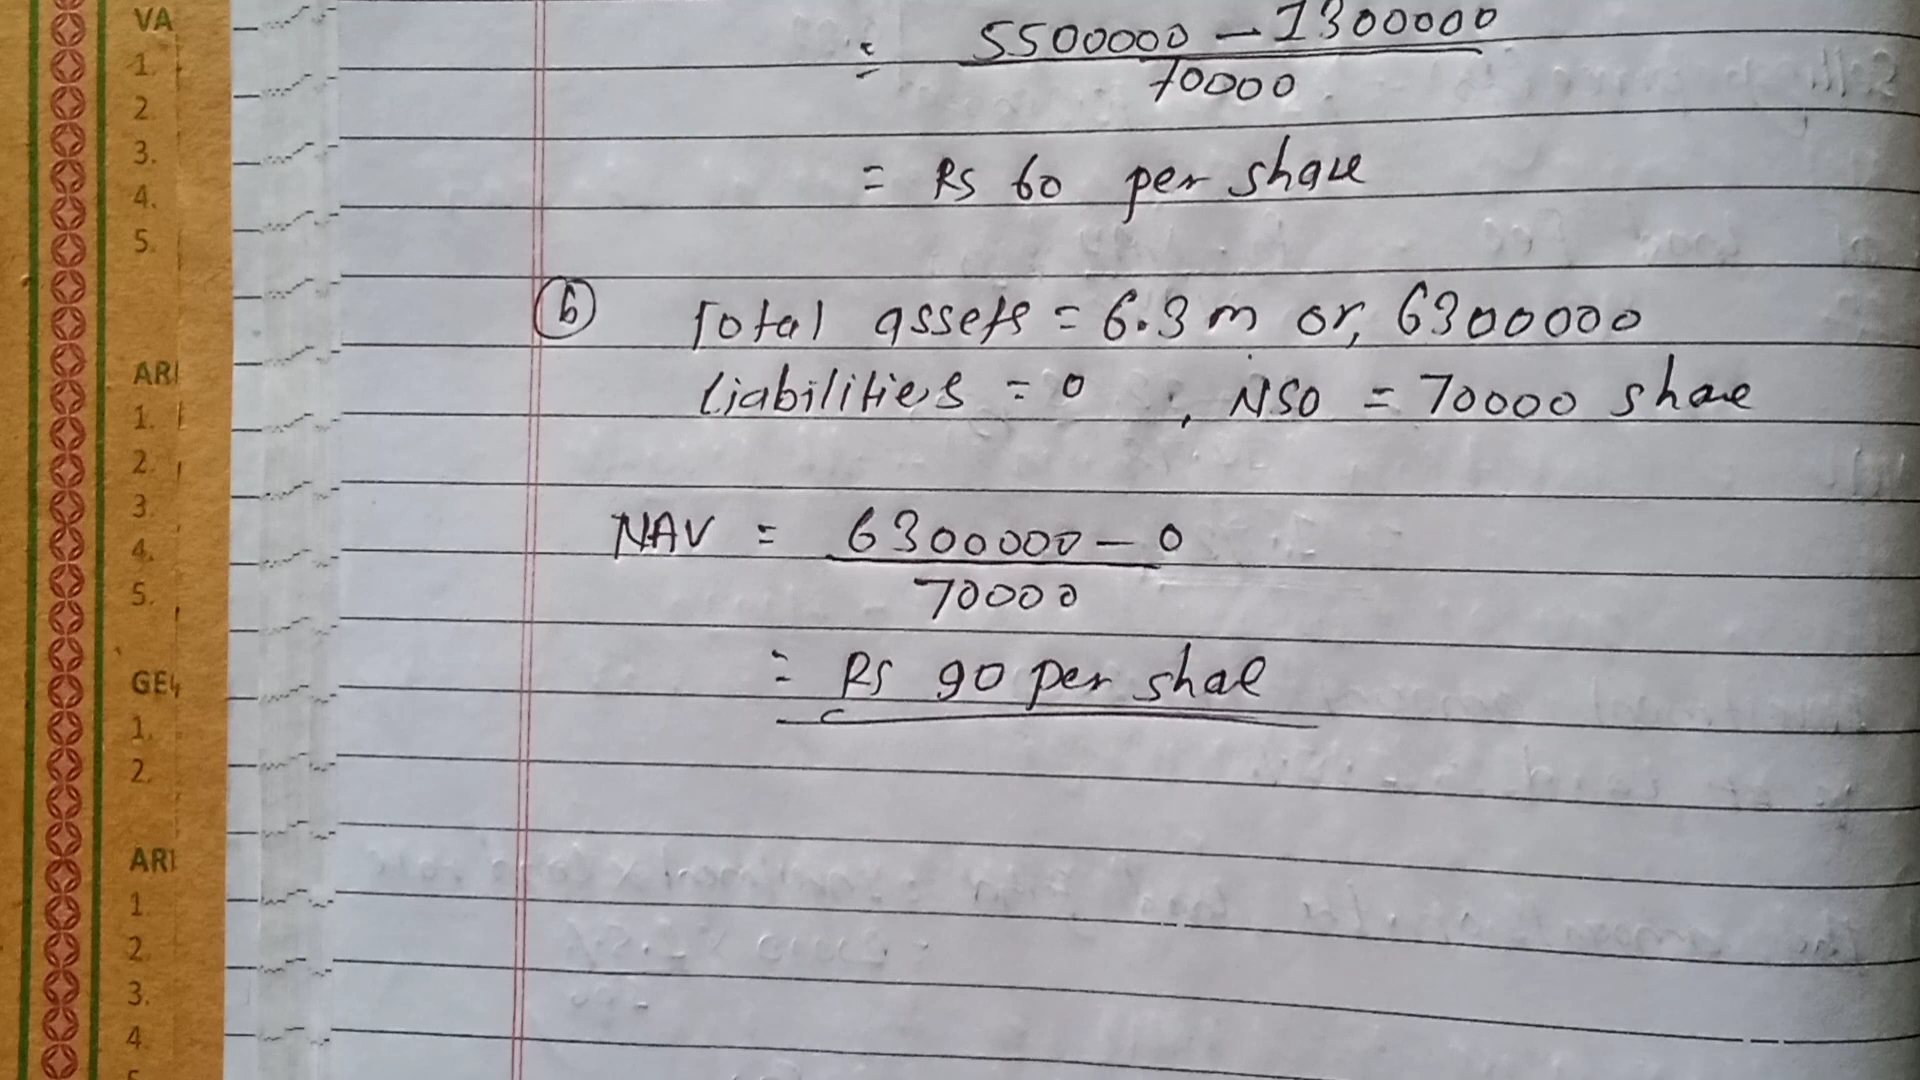 VA
1.
2.
3.
4.
5.
AR
1.
2.
3.
4.
5.
GE
1.
2.
ARI
1.
2.
3.
4.
= 5500000 - 1300000
70000
= Rs 60 per share
(b) Total assets = 6.3 m or, 6300000
Liabilities = 0 , NSO = 70000 share
NAV = 6300000 - 0
70000
= Rs 90 per shae